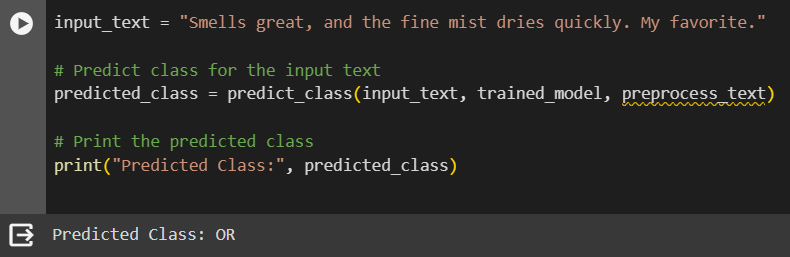 input_text = "Smells great, and the fine mist dries quickly. My favorite."
# Predict class for the input text
predicted_class = predict_class(input_text, trained_model, preprocess_text)
# Print the predicted class
print("Predicted Class:", predicted_class)
Predicted Class: OR